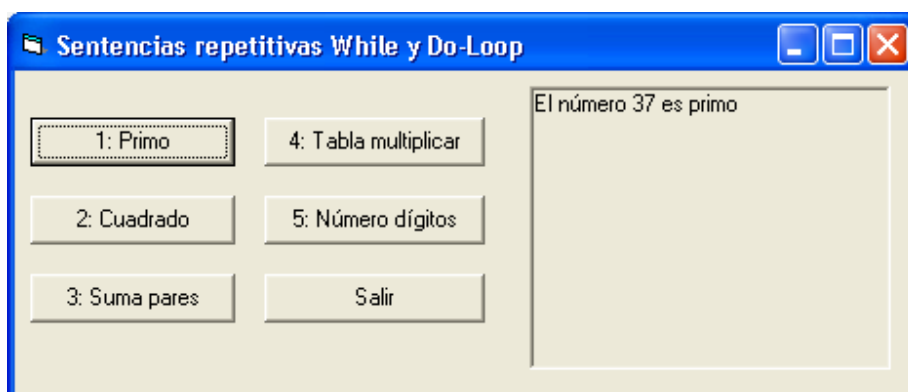 Sentencias repetitivas While y Do-Loop
El número 37 es primo
1: Primo
4: Tabla multiplicar
2: Cuadrado
5: Número dígitos
3: Suma pares
Salir